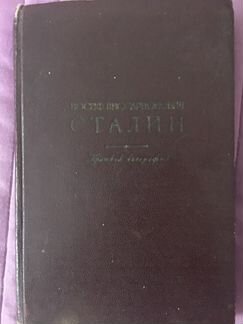 ИОСИФ ВИССАРИОНОВИЧ
СТАЛИН
Краткая биография